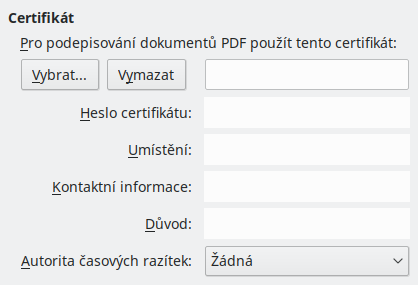 Certifikát
Pro podepisování dokumentů PDF použít tento certifikát:
Vybrat... Vymazat
Heslo certifikátu:
Umístění:
Kontaktní informace:
Důvod:
Autorita časových razítek: Žádná